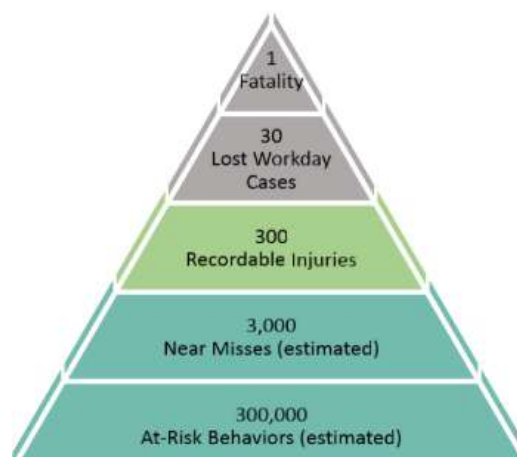 1
Fatality
30
Lost Workday
Cases
300
Recordable Injuries
3,000
Near Misses (estimated)
300,000
At-Risk Behaviors (estimated)